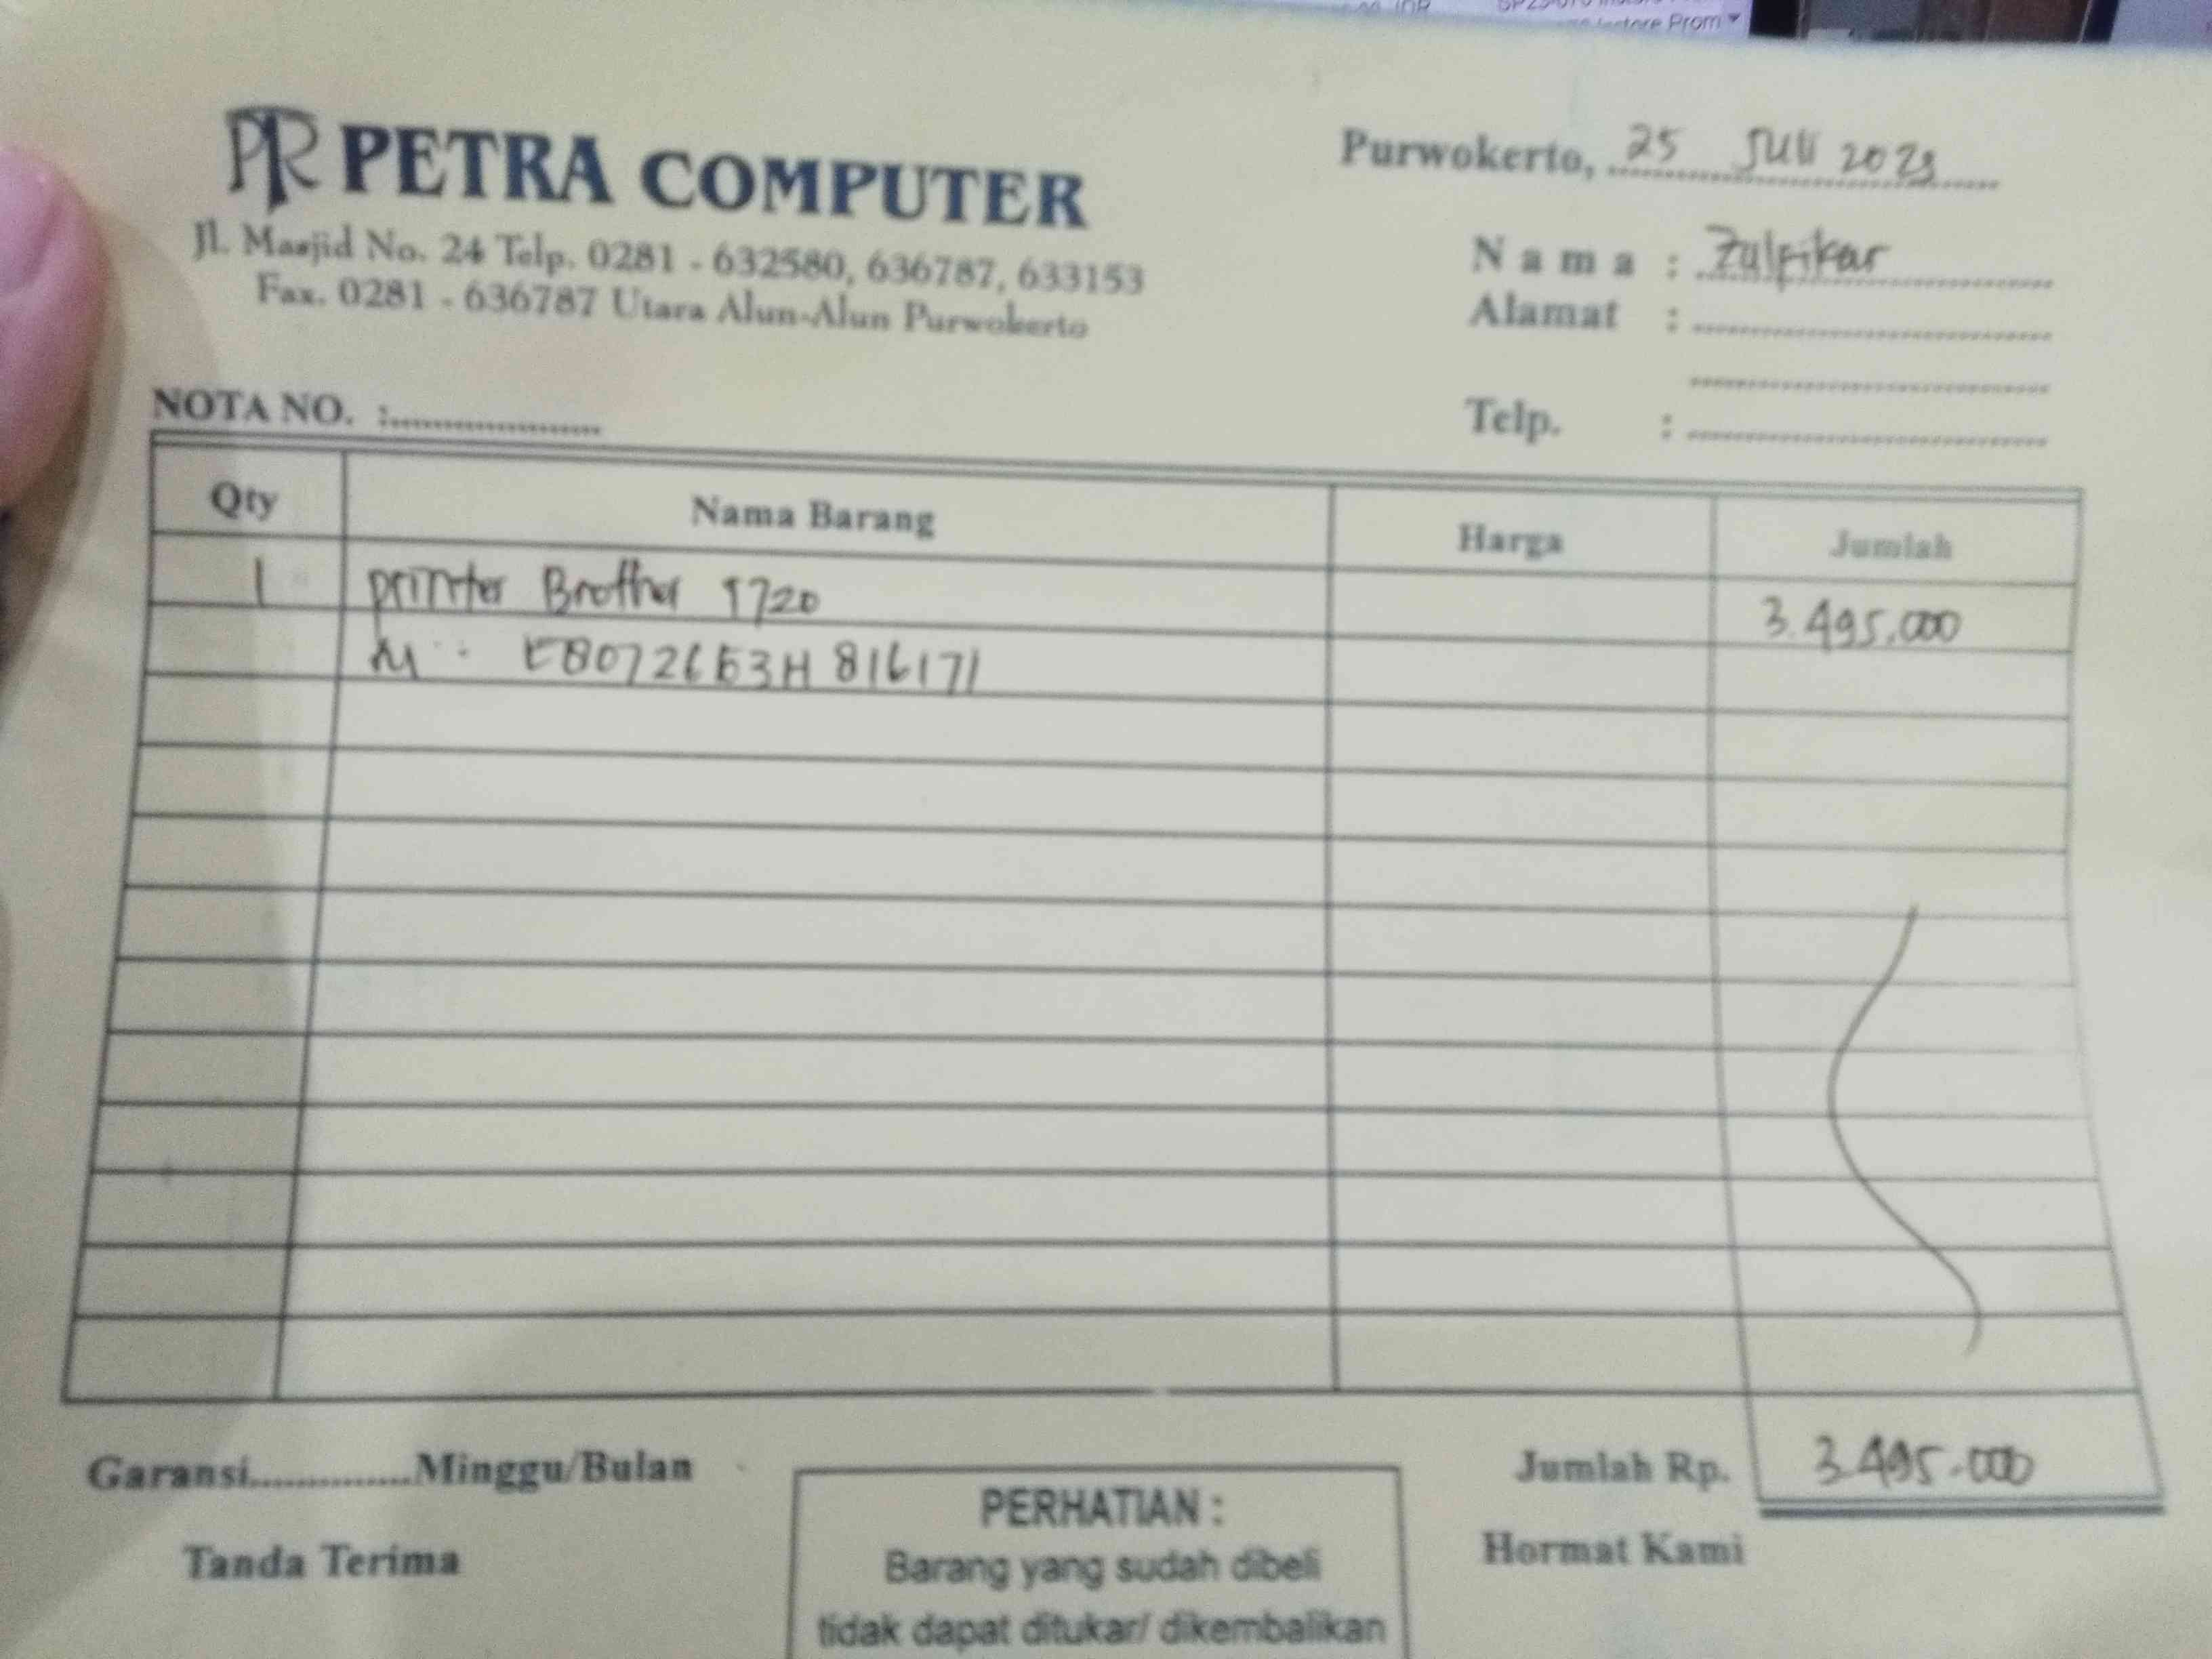 Instore Prom
PR PETRA COMPUTER
Jl. Masjid No. 24 Telp. 0281 - 632580, 636787, 633153
Fax. 0281 - 636787 Utara Alun-Alun Purwokerto
Purwokerto, 25 Juli 2023
Nama : Zulfikar
Alamat :
Telp. :
NOTA NO. :
Qty Nama Barang Harga Jumlah
1 printer Brother T720 3.495.000
E80726E3H816171
Jumlah Rp. 3.495.000
Garansi..............Minggu/Bulan
Tanda Terima
PERHATIAN :
Barang yang sudah dibeli
tidak dapat ditukar/ dikembalikan
Hormat Kami